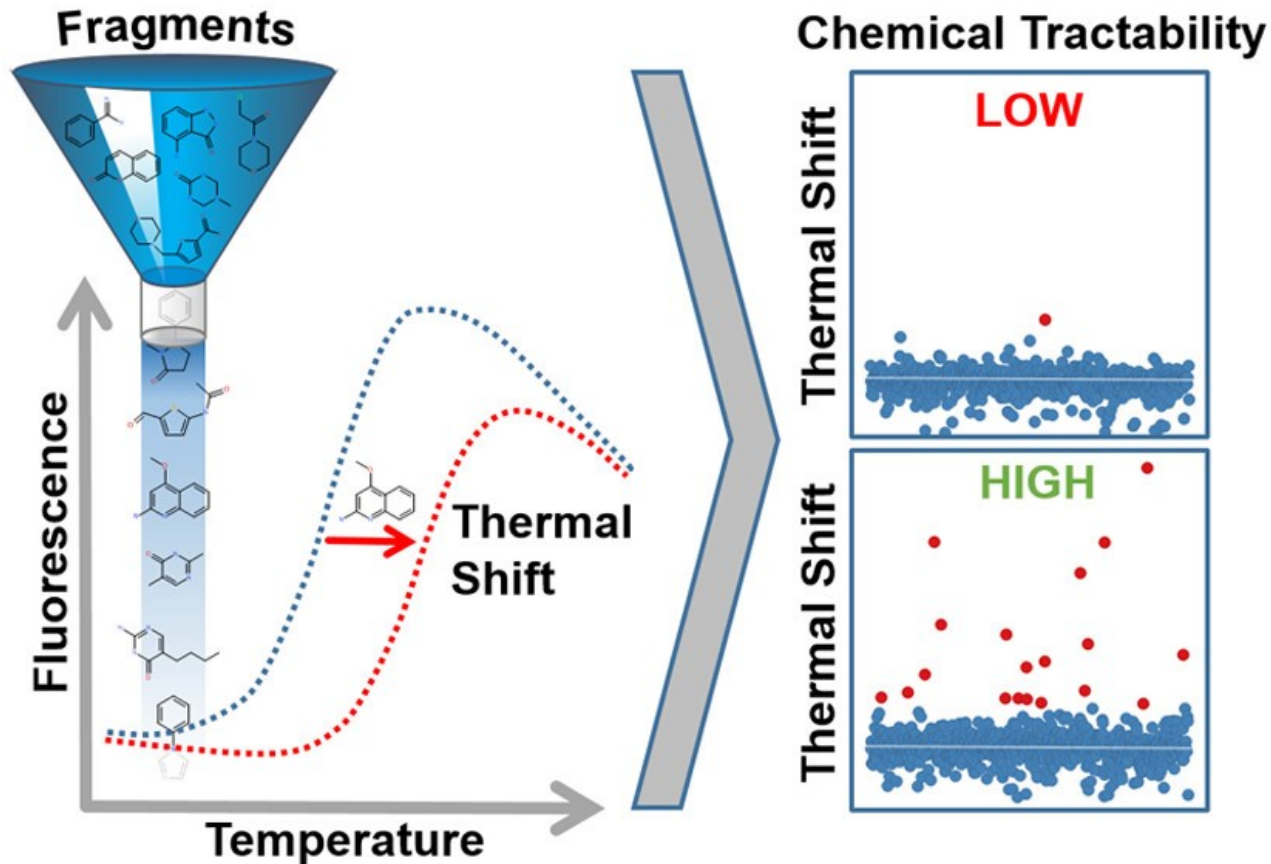 Fragments
Fluorescence
Temperature
Thermal
Shift
Chemical Tractability
Thermal Shift
LOW
Thermal Shift
HIGH